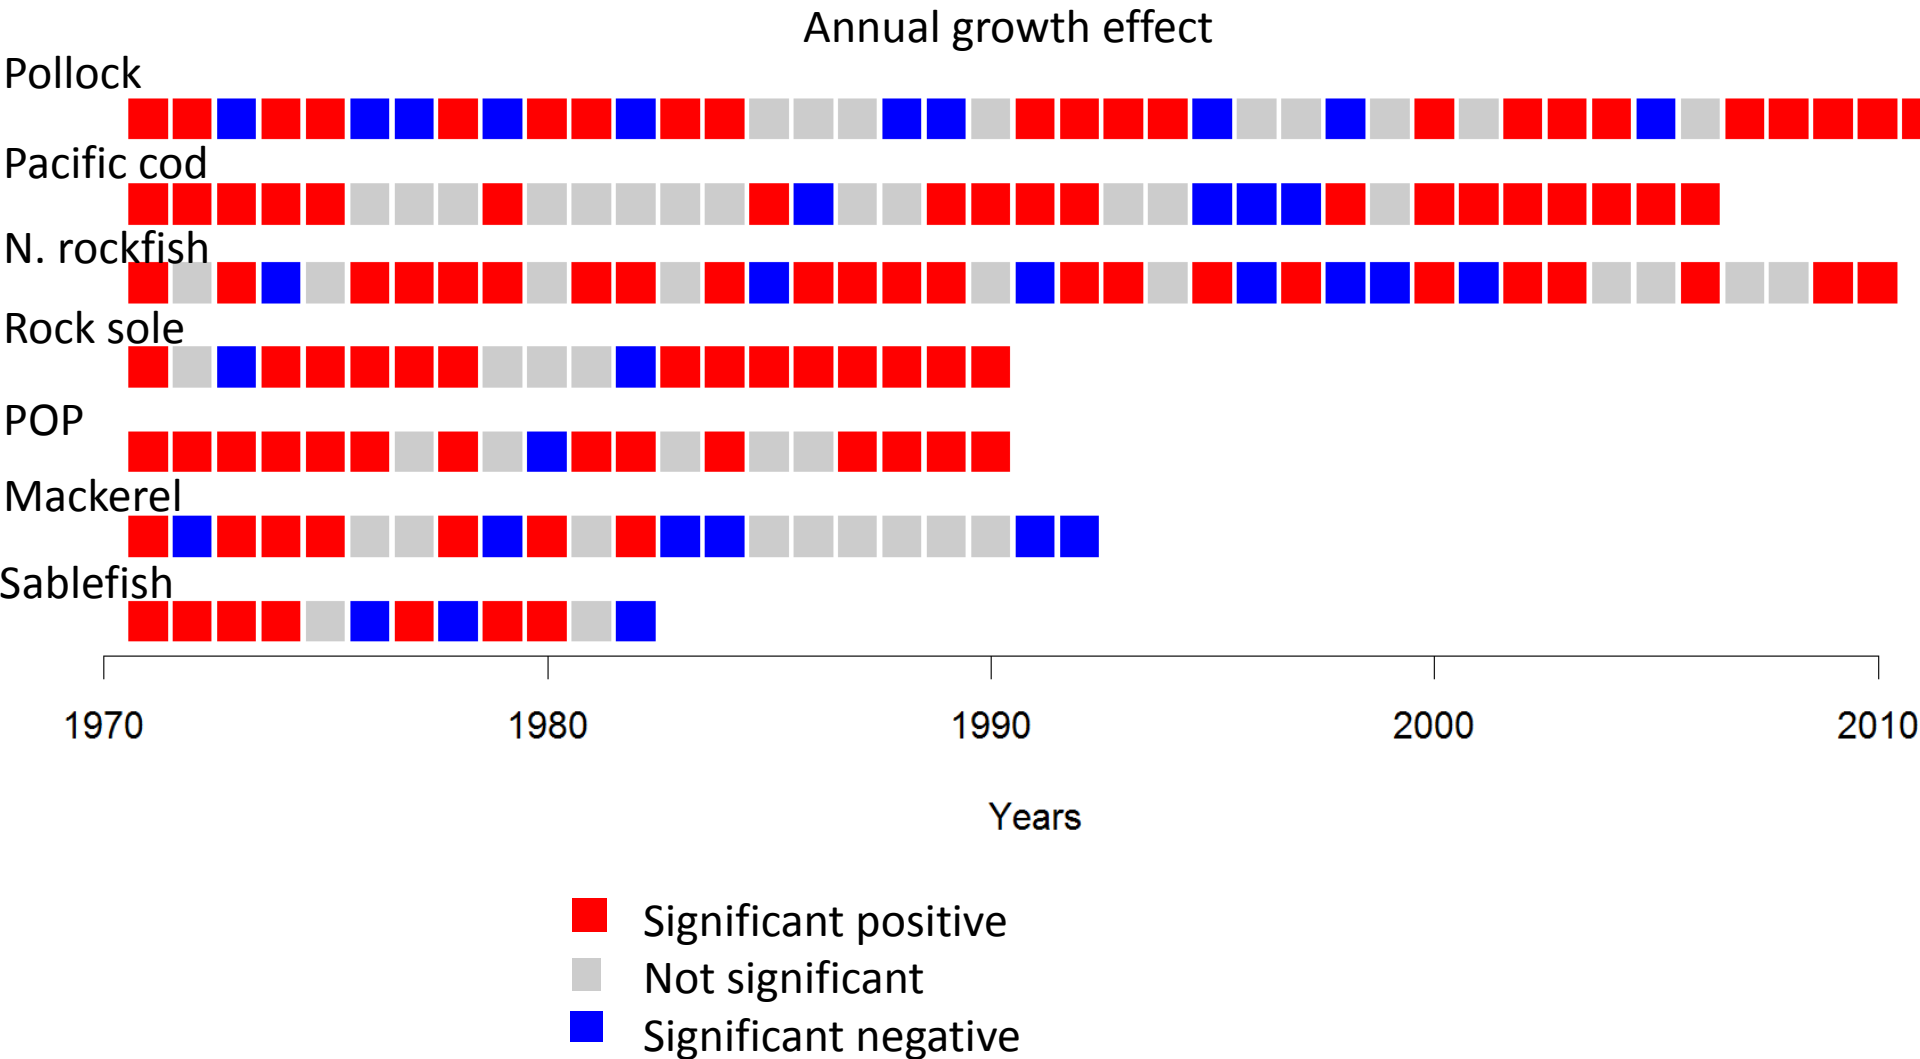 Annual growth effect
Pollock
Pacific cod
N. rockfish
Rock sole
POP
Mackerel
Sablefish
1970 1980 1990 2000 2010
Years
Significant positive
Not significant
Significant negative